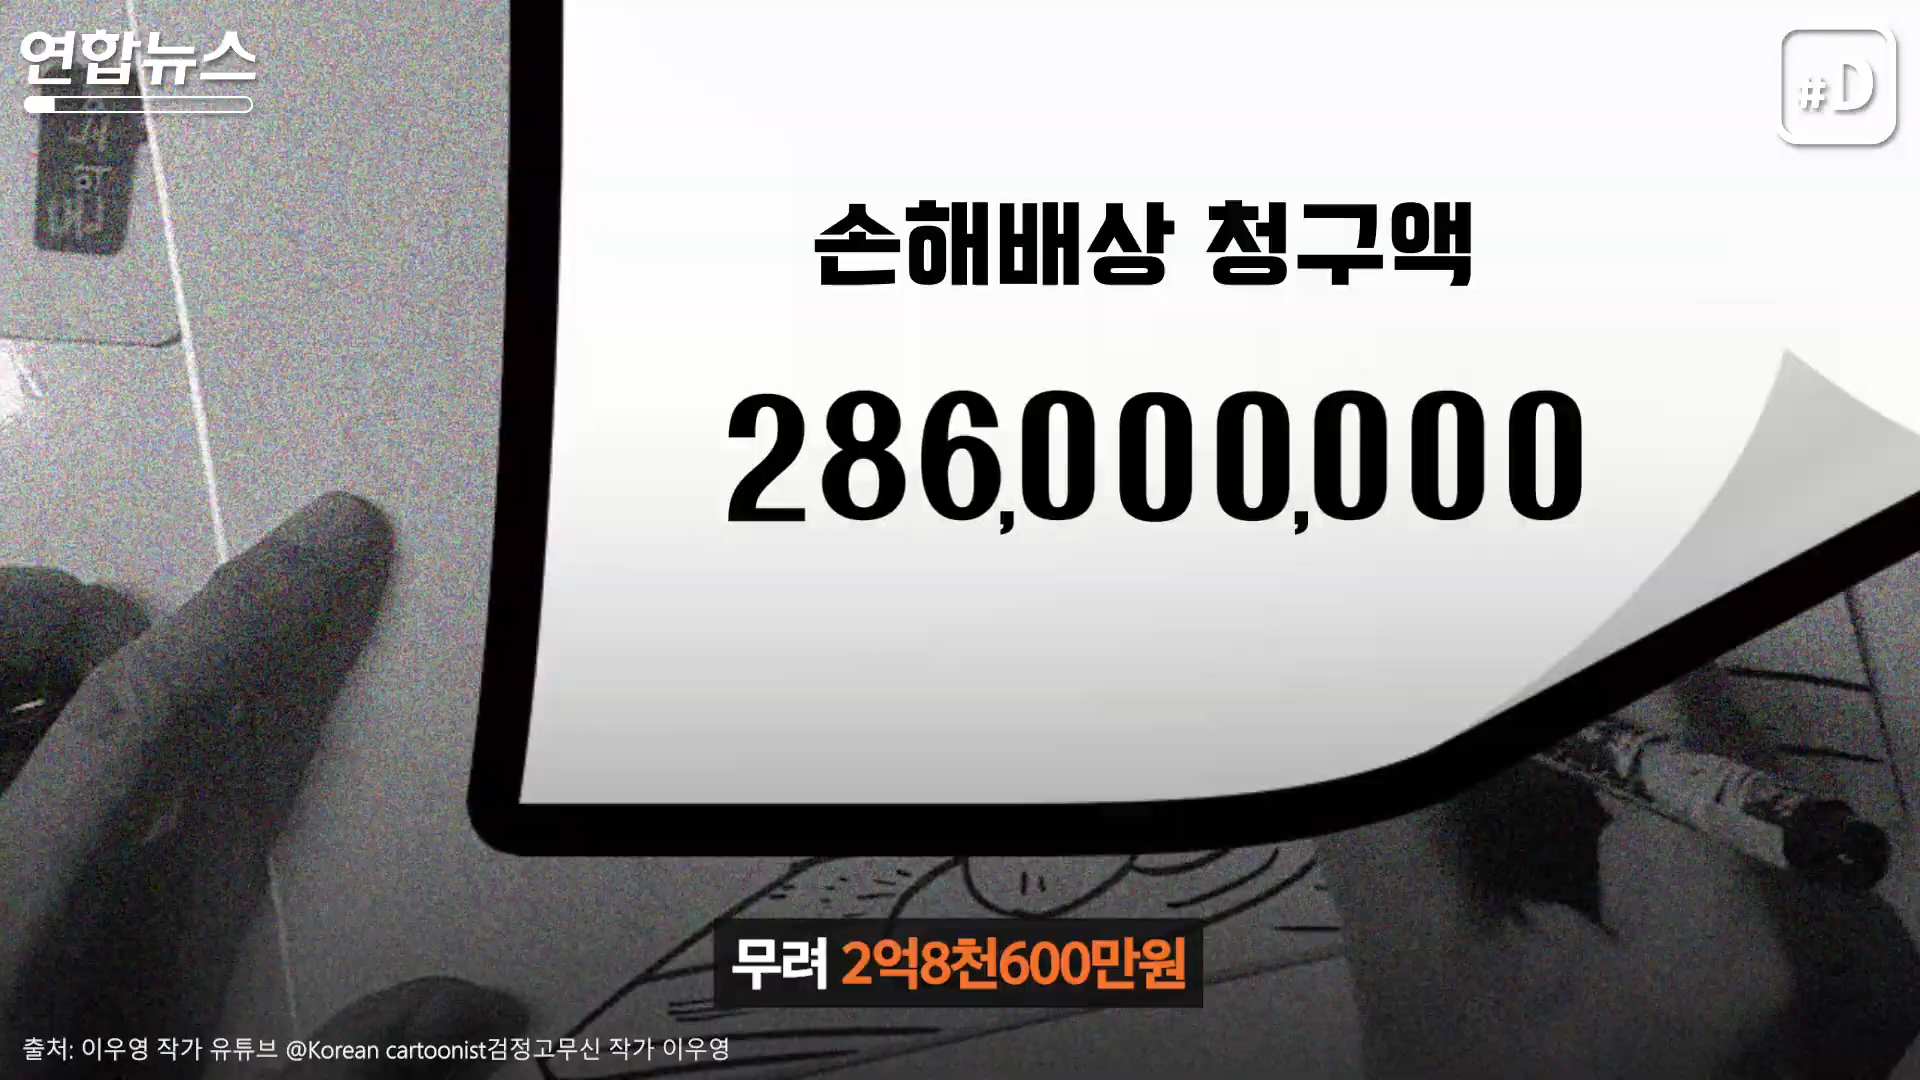 연합뉴스
#D
손해배상 청구액
286,000,000
무려 2억8천600만원
출처: 이우영 작가 유튜브 @Korean cartoonist검정고무신 작가 이우영